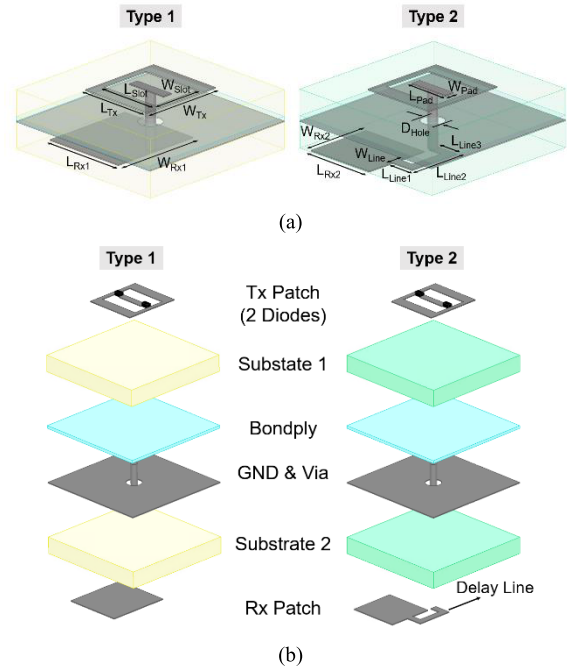 Type 1
Type 2
L_Slot
W_Slot
L_Tx
W_Tx
L_Rx1
W_Rx1
L_Pad
W_Pad
D_Hole
W_Rx2
W_Line
L_Rx2
L_Line1
L_Line2
L_Line3
(a)
Type 1
Type 2
Tx Patch
(2 Diodes)
Substate 1
Bondply
GND & Via
Substrate 2
Delay Line
Rx Patch
(b)